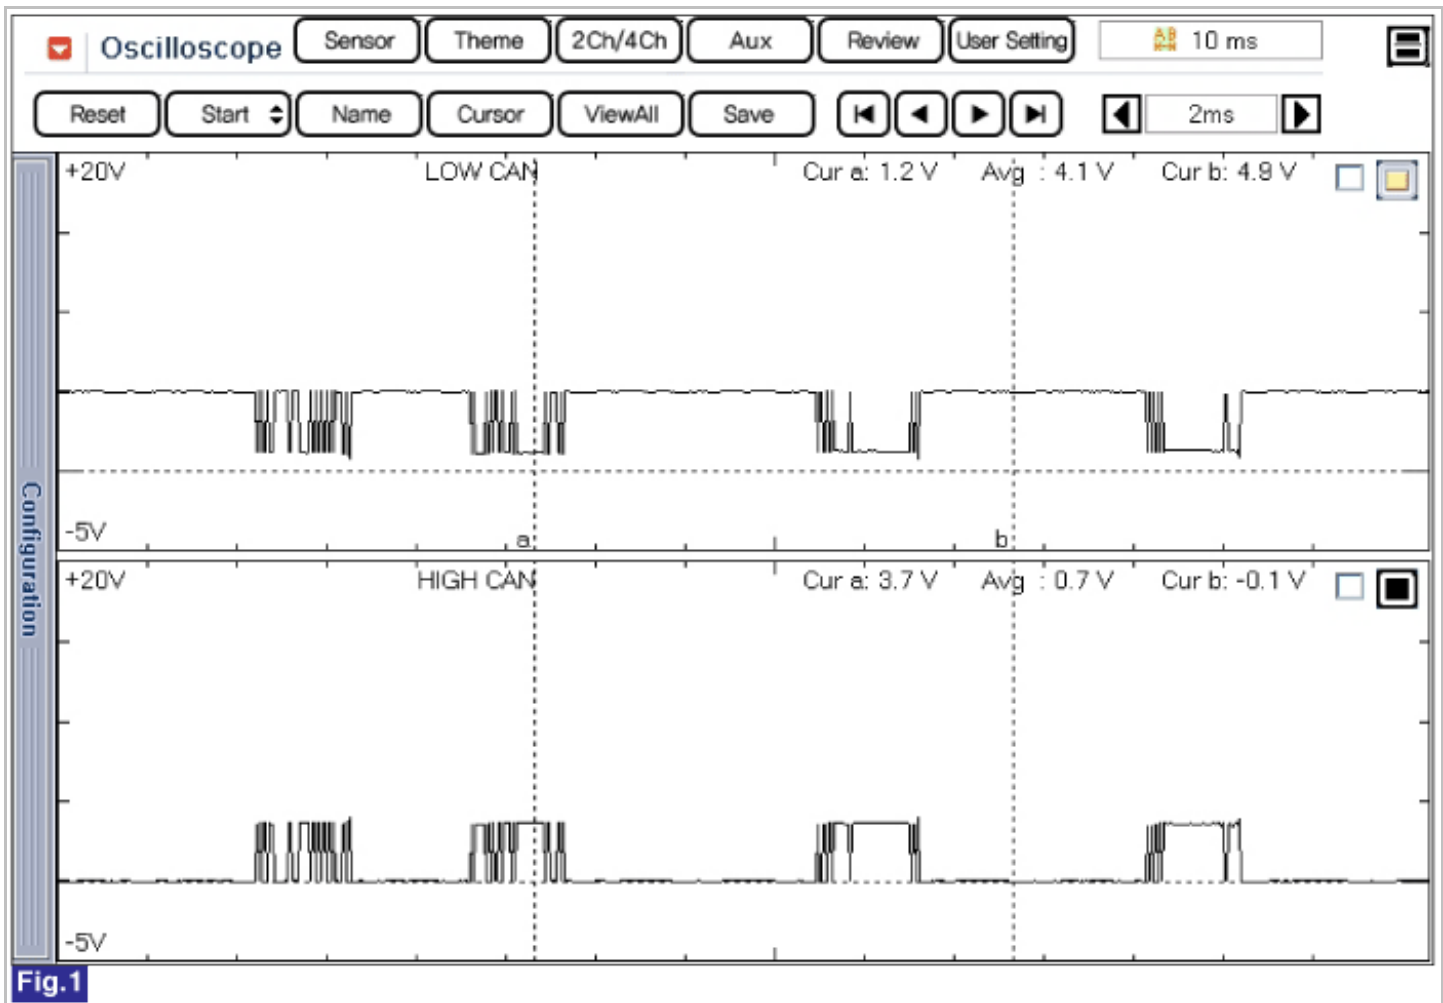 Oscilloscope Sensor Theme 2Ch/4Ch Aux Review User Setting 10 ms
Reset Start Name Cursor ViewAll Save 2ms
+20V LOW CAN Cur a: 1.2 V Avg : 4.1 V Cur b: 4.9 V
-5V a b
Configuration
+20V HIGH CAN Cur a: 3.7 V Avg : 0.7 V Cur b: -0.1 V
-5V
Fig.1